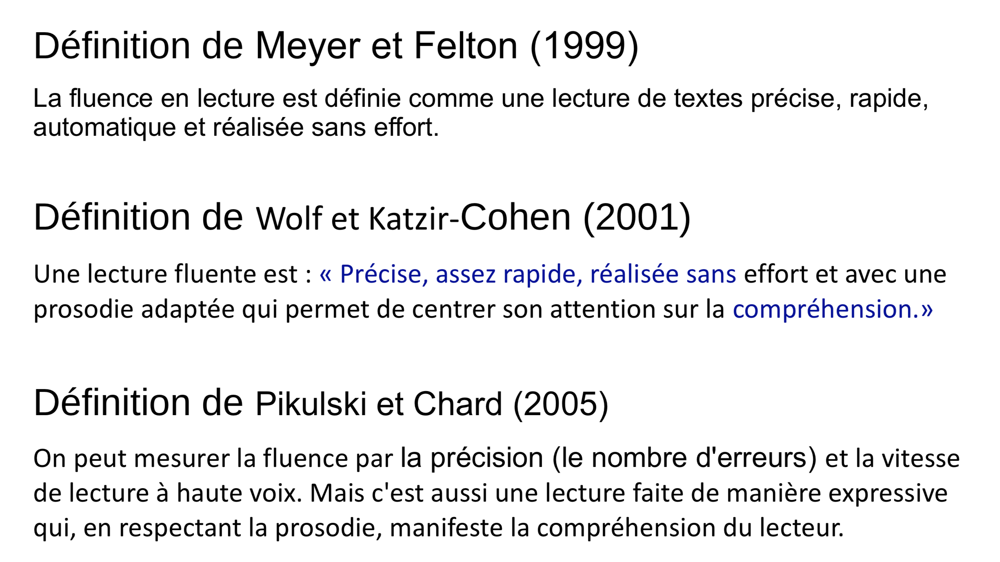 Définition de Meyer et Felton (1999)
La fluence en lecture est définie comme une lecture de textes précise, rapide,
automatique et réalisée sans effort.
Définition de Wolf et Katzir-Cohen (2001)
Une lecture fluente est : « Précise, assez rapide, réalisée sans effort et avec une
prosodie adaptée qui permet de centrer son attention sur la compréhension.»
Définition de Pikulski et Chard (2005)
On peut mesurer la fluence par la précision (le nombre d'erreurs) et la vitesse
de lecture à haute voix. Mais c'est aussi une lecture faite de manière expressive
qui, en respectant la prosodie, manifeste la compréhension du lecteur.